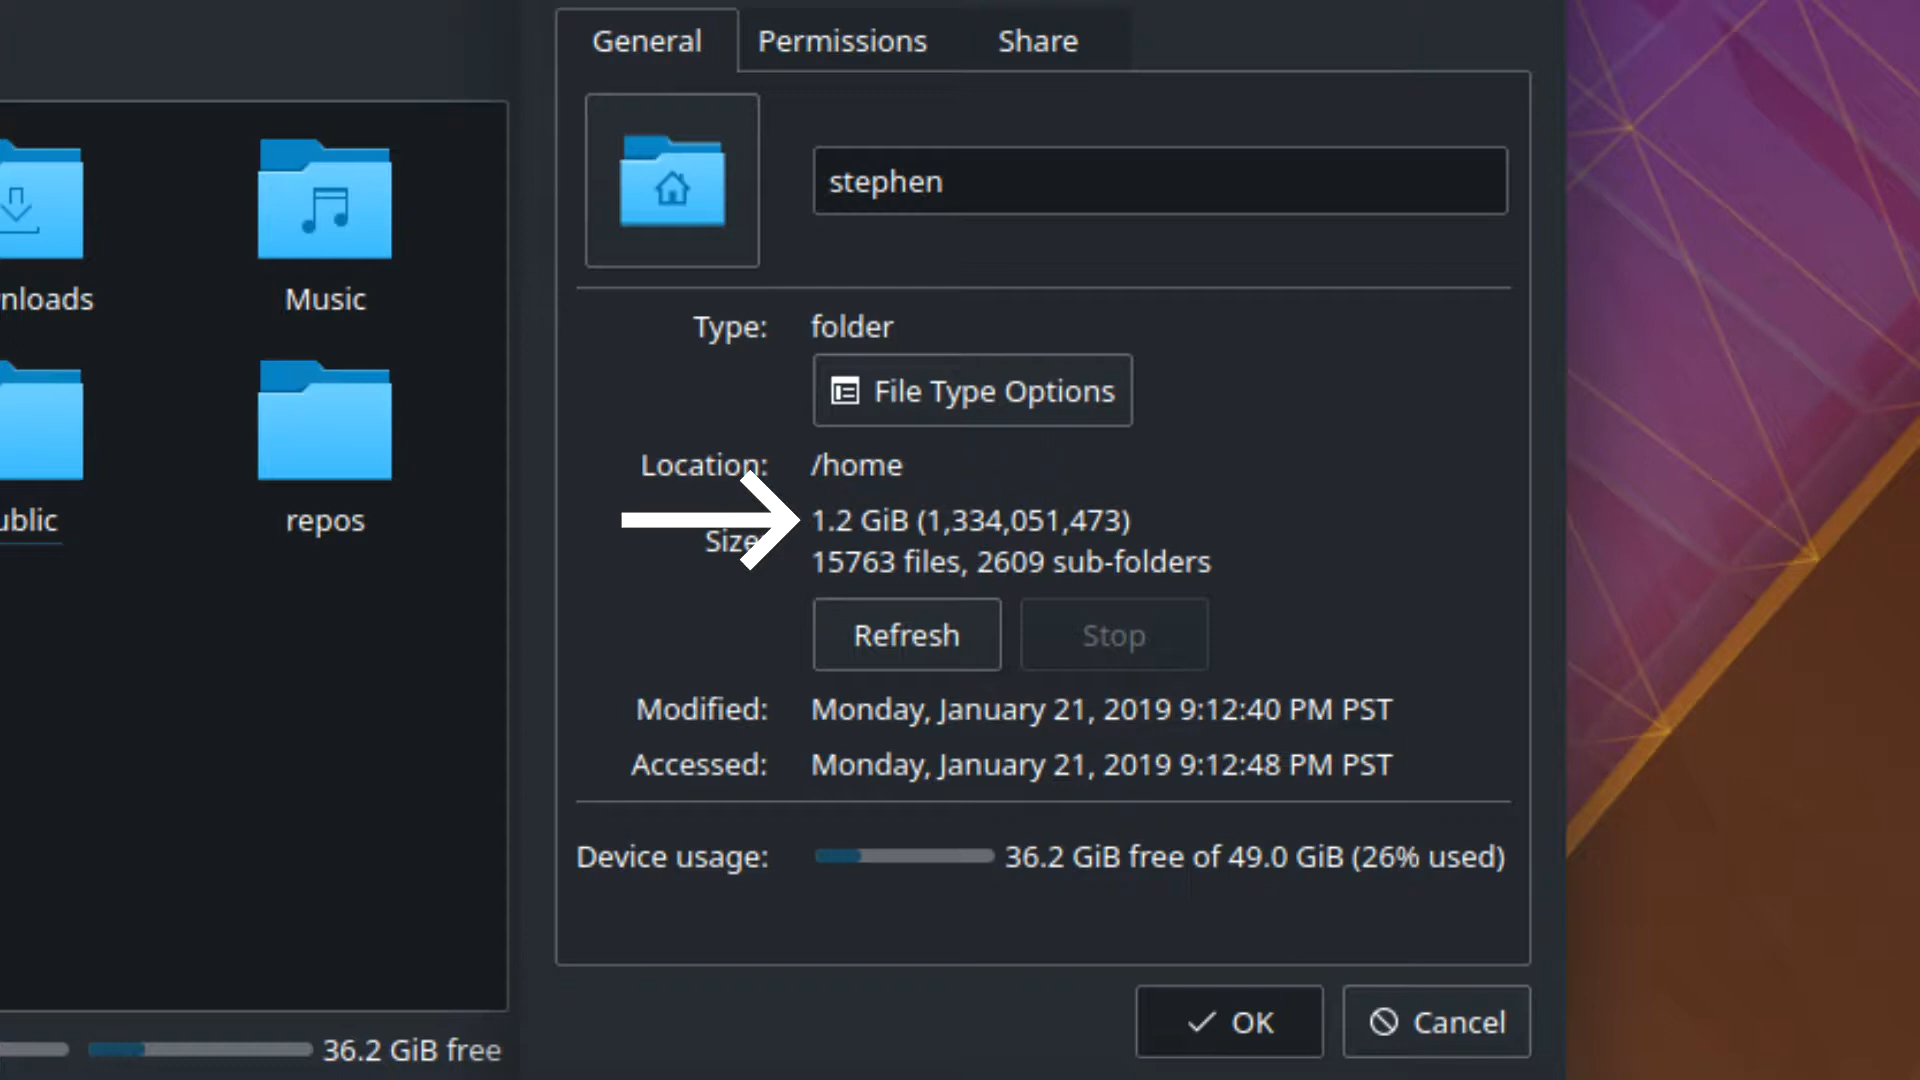 General Permissions Share
stephen
nloads Music
Type: folder
File Type Options
Location: /home
ublic repos
Size: 1.2 GiB (1,334,051,473)
15763 files, 2609 sub-folders
Refresh Stop
Modified: Monday, January 21, 2019 9:12:40 PM PST
Accessed: Monday, January 21, 2019 9:12:48 PM PST
Device usage: 36.2 GiB free of 49.0 GiB (26% used)
OK Cancel
36.2 GiB free